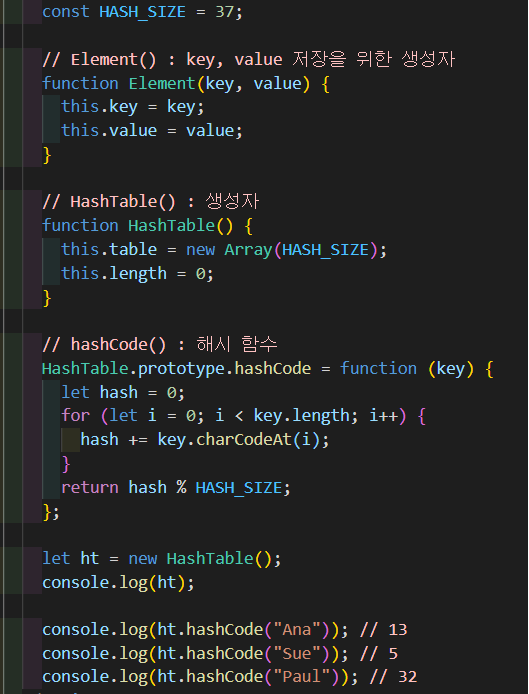 const HASH_SIZE = 37;
// Element() : key, value 저장을 위한 생성자
function Element(key, value) {
this.key = key;
this.value = value;
}
// HashTable() : 생성자
function HashTable() {
this.table = new Array(HASH_SIZE);
this.length = 0;
}
// hashCode() : 해시 함수
HashTable.prototype.hashCode = function (key) {
let hash = 0;
for (let i = 0; i < key.length; i++) {
hash += key.charCodeAt(i);
}
return hash % HASH_SIZE;
};
let ht = new HashTable();
console.log(ht);
console.log(ht.hashCode("Ana")); // 13
console.log(ht.hashCode("Sue")); // 5
console.log(ht.hashCode("Paul")); // 32